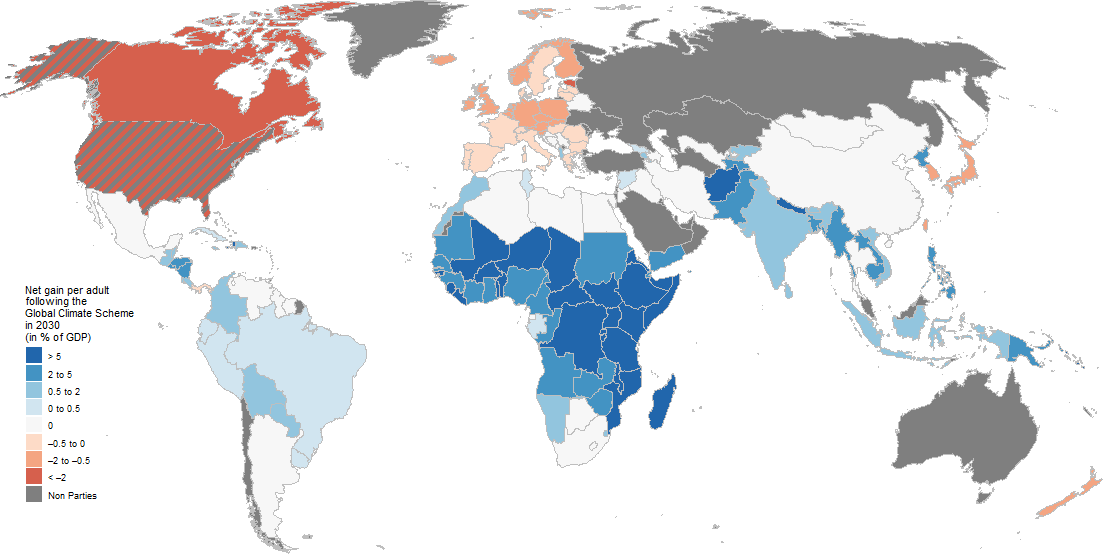 Net gain per adult
following the
Global Climate Scheme
in 2030
(in % of GDP)
> 5
2 to 5
0.5 to 2
0 to 0.5
0
–0.5 to 0
–2 to –0.5
< –2
Non Parties